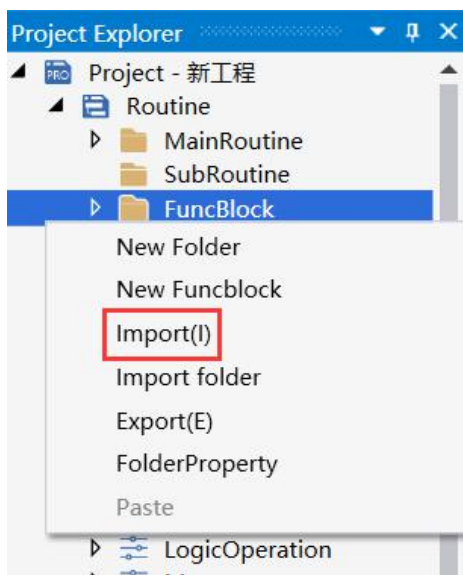 Project Explorer
PRO Project - 新工程
Routine
MainRoutine
SubRoutine
FuncBlock
New Folder
New Funcblock
Import(I)
Import folder
Export(E)
FolderProperty
Paste
LogicOperation